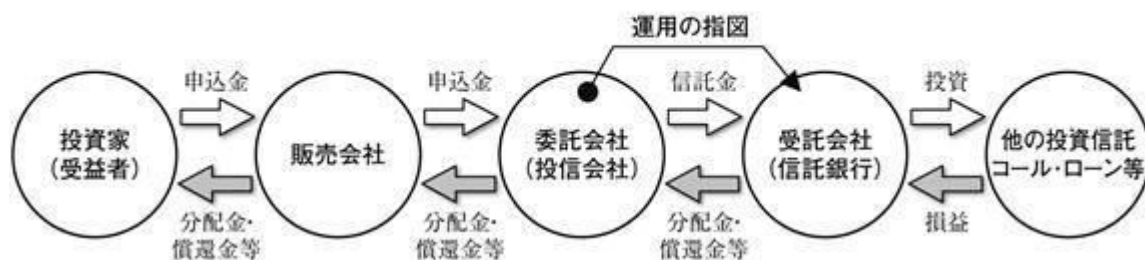 運用の指図
申込金
申込金
信託金
投資
投資家
(受益者)
販売会社
委託会社
(投信会社)
受託会社
(信託銀行)
他の投資信託
コール・ローン等
分配金・
償還金等
分配金・
償還金等
分配金・
償還金等
損益